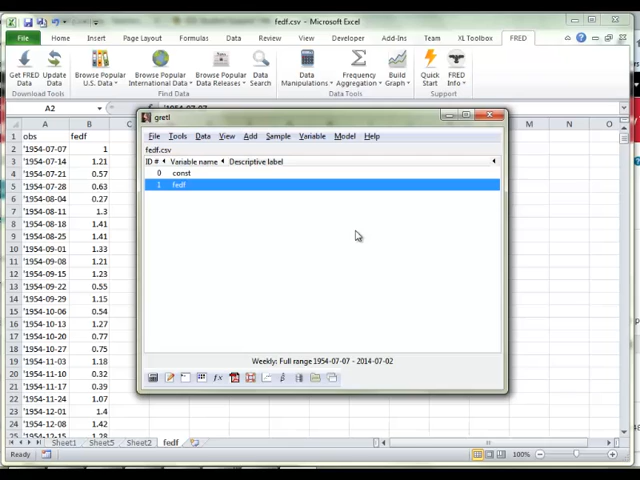 fedf.csv - Microsoft Excel
File Home Insert Page Layout Formulas Data Review View Developer Add-Ins Team XL Toolbox FRED
Get FRED Data Update Data Browse Popular U.S. Data Browse Popular International Data Browse Popular Data Releases Data Search Data Manipulations Frequency Aggregation Build Graph Quick Start FRED Info
Download Tools Find Data Data Tools
A2 '1954-07-07
gretl
File Tools Data View Add Sample Variable Model Help
fedf.csv
ID # Variable name Descriptive label
0 const
1 fedf
Weekly: Full range 1954-07-07 - 2014-07-02
A B C M N O
1 obs fedf
2 '1954-07-07 1
3 '1954-07-14 1.21
4 '1954-07-21 0.57
5 '1954-07-28 0.63
6 '1954-08-04 0.27
7 '1954-08-11 1.3
8 '1954-08-18 1.41
9 '1954-08-25 1.41
10 '1954-09-01 1.33
11 '1954-09-08 1.21
12 '1954-09-15 1.23
13 '1954-09-22 0.55
14 '1954-09-29 1.15
15 '1954-10-06 0.54
16 '1954-10-13 1.27
17 '1954-10-20 0.77
18 '1954-10-27 0.75
19 '1954-11-03 1.18
20 '1954-11-10 0.32
21 '1954-11-17 0.39
22 '1954-11-24 1.07
23 '1954-12-01 1.4
24 '1954-12-08 1.42
25 '1954-12-15 1.28
Sheet1 Sheet5 Sheet2 fedf
Ready 100%